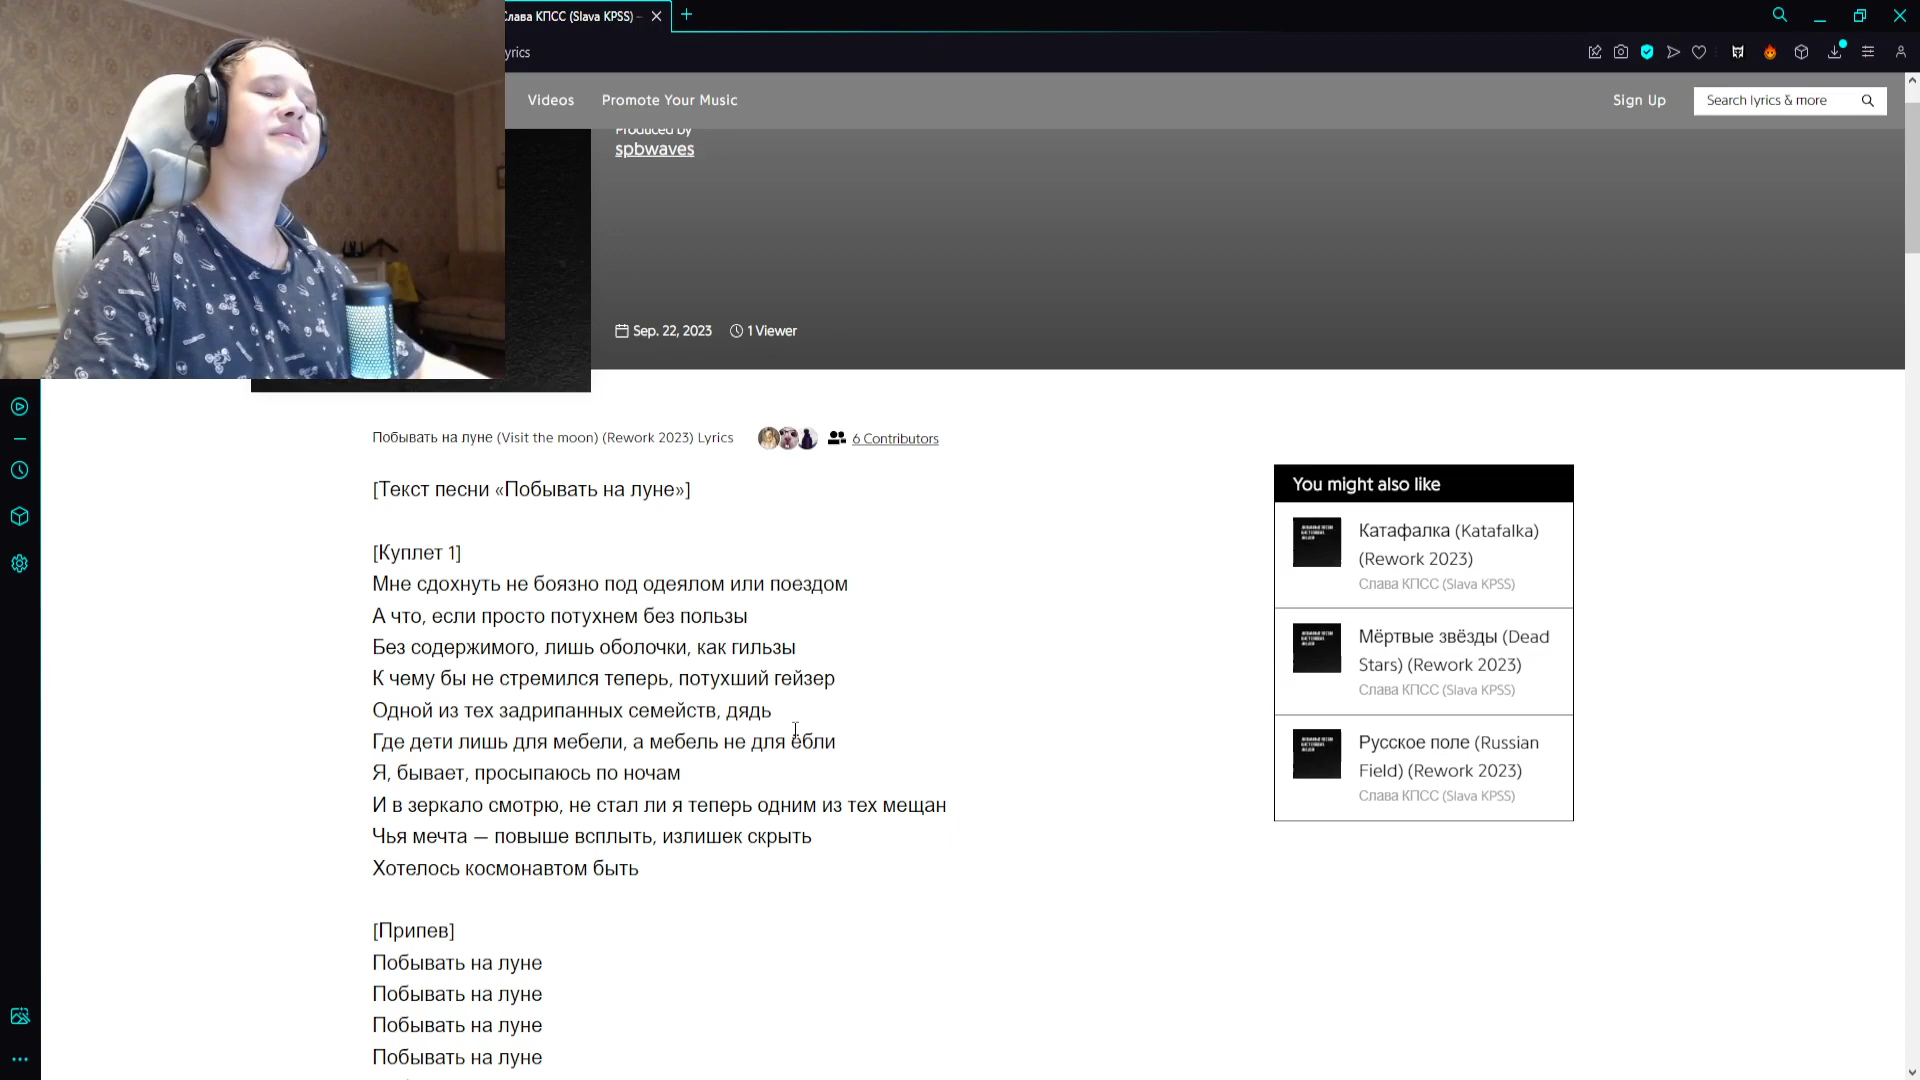 Слава КПСС (Slava KPSS) –
yrics
Videos
Promote Your Music
Sign Up
Search lyrics & more
Produced by
spbwaves
Sep. 22, 2023
1 Viewer
Побывать на луне (Visit the moon) (Rework 2023) Lyrics
6 Contributors
[Текст песни «Побывать на луне»]
[Куплет 1]
Мне сдохнуть не боязно под одеялом или поездом
А что, если просто потухнем без пользы
Без содержимого, лишь оболочки, как гильзы
К чему бы не стремился теперь, потухший гейзер
Одной из тех задрипанных семейств, дядь
Где дети лишь для мебели, а мебель не для ебли
Я, бывает, просыпаюсь по ночам
И в зеркало смотрю, не стал ли я теперь одним из тех мещан
Чья мечта — повыше всплыть, излишек скрыть
Хотелось космонавтом быть
[Припев]
Побывать на луне
Побывать на луне
Побывать на луне
Побывать на луне
You might also like
Катафалка (Katafalka)
(Rework 2023)
Слава КПСС (Slava KPSS)
Мёртвые звёзды (Dead
Stars) (Rework 2023)
Слава КПСС (Slava KPSS)
Русское поле (Russian
Field) (Rework 2023)
Слава КПСС (Slava KPSS)